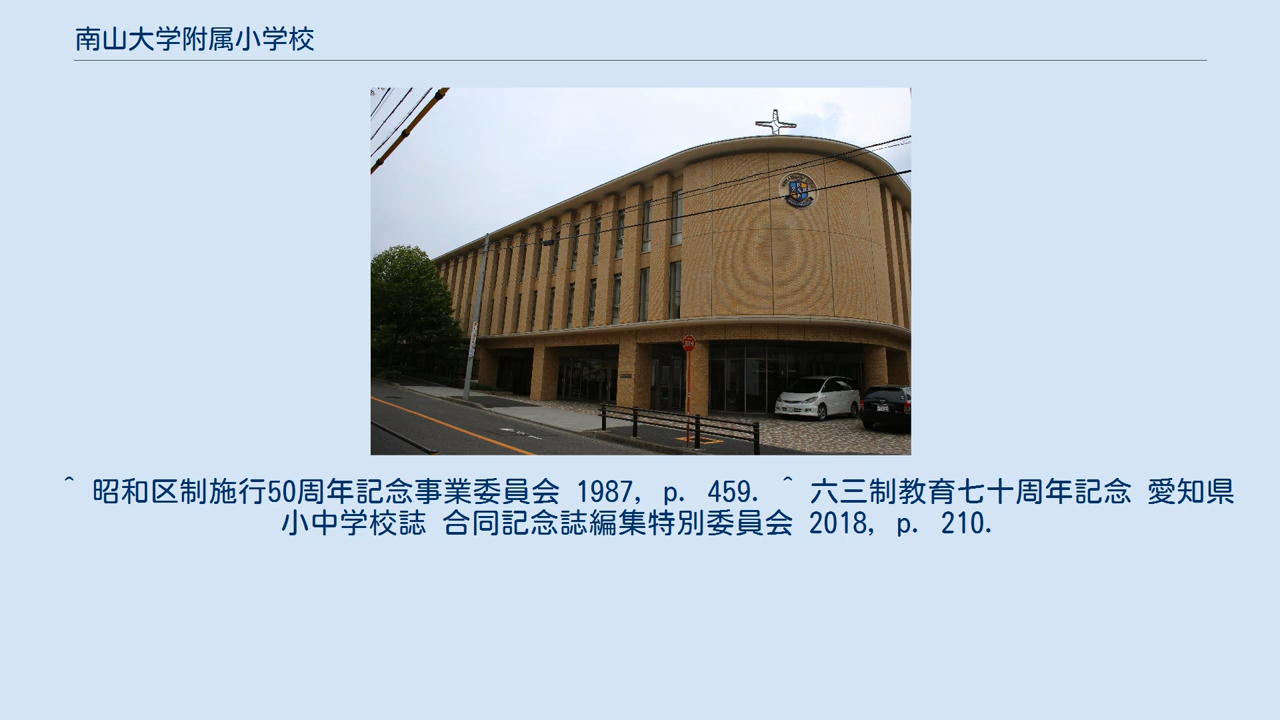 南山大学附属小学校
^ 昭和区制施行50周年記念事業委員会 1987, p. 459. ^ 六三制教育七十周年記念 愛知県
小中学校誌 合同記念誌編集特別委員会 2018, p. 210.